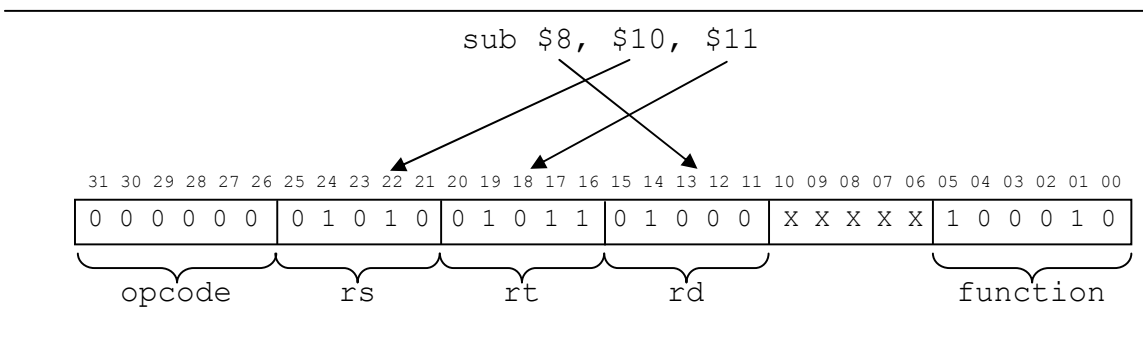 sub $8, $10, $11
31 30 29 28 27 26 25 24 23 22 21 20 19 18 17 16 15 14 13 12 11 10 09 08 07 06 05 04 03 02 01 00
0 0 0 0 0 0 0 1 0 1 0 0 1 0 1 1 0 1 0 0 0 X X X X X 1 0 0 0 1 0
opcode rs rt rd function